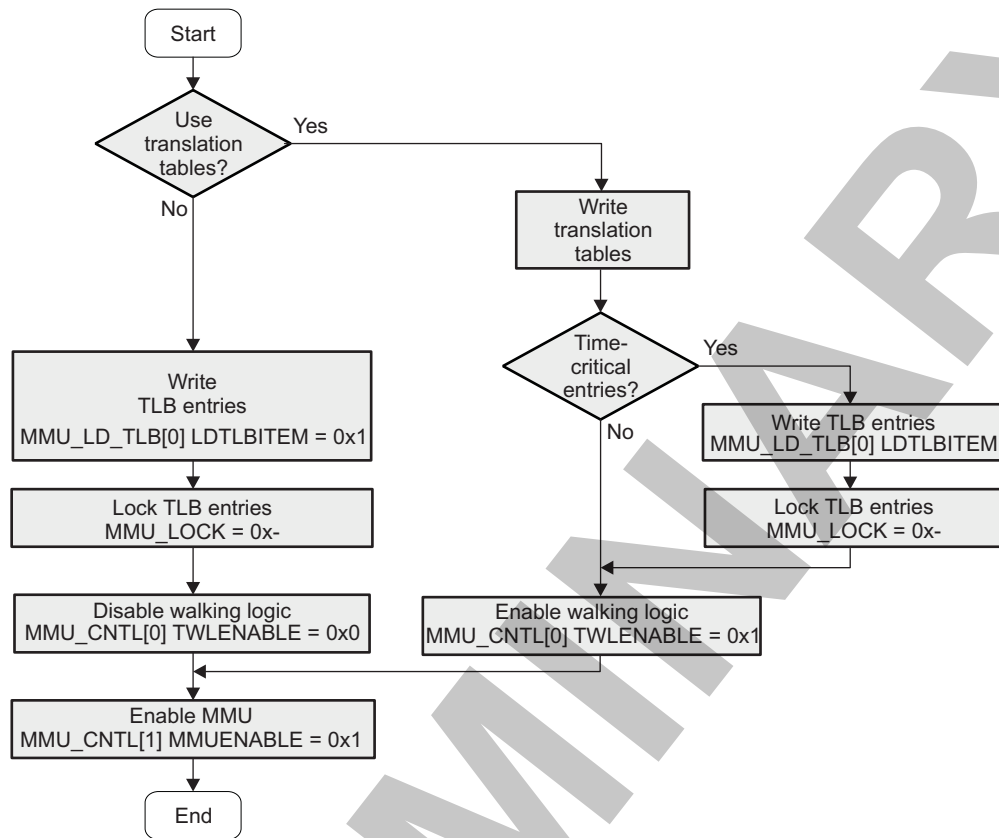 Start
Use
translation
tables?
Yes
No
Write
translation
tables
Time-
critical
entries?
Yes
No
Write
TLB entries
MMU_LD_TLB[0] LDTLBITEM = 0x1
Write TLB entries
MMU_LD_TLB[0] LDTLBITEM
Lock TLB entries
MMU_LOCK = 0x-
Lock TLB entries
MMU_LOCK = 0x-
Disable walking logic
MMU_CNTL[0] TWLENABLE = 0x0
Enable walking logic
MMU_CNTL[0] TWLENABLE = 0x1
Enable MMU
MMU_CNTL[1] MMUENABLE = 0x1
End
MINARY